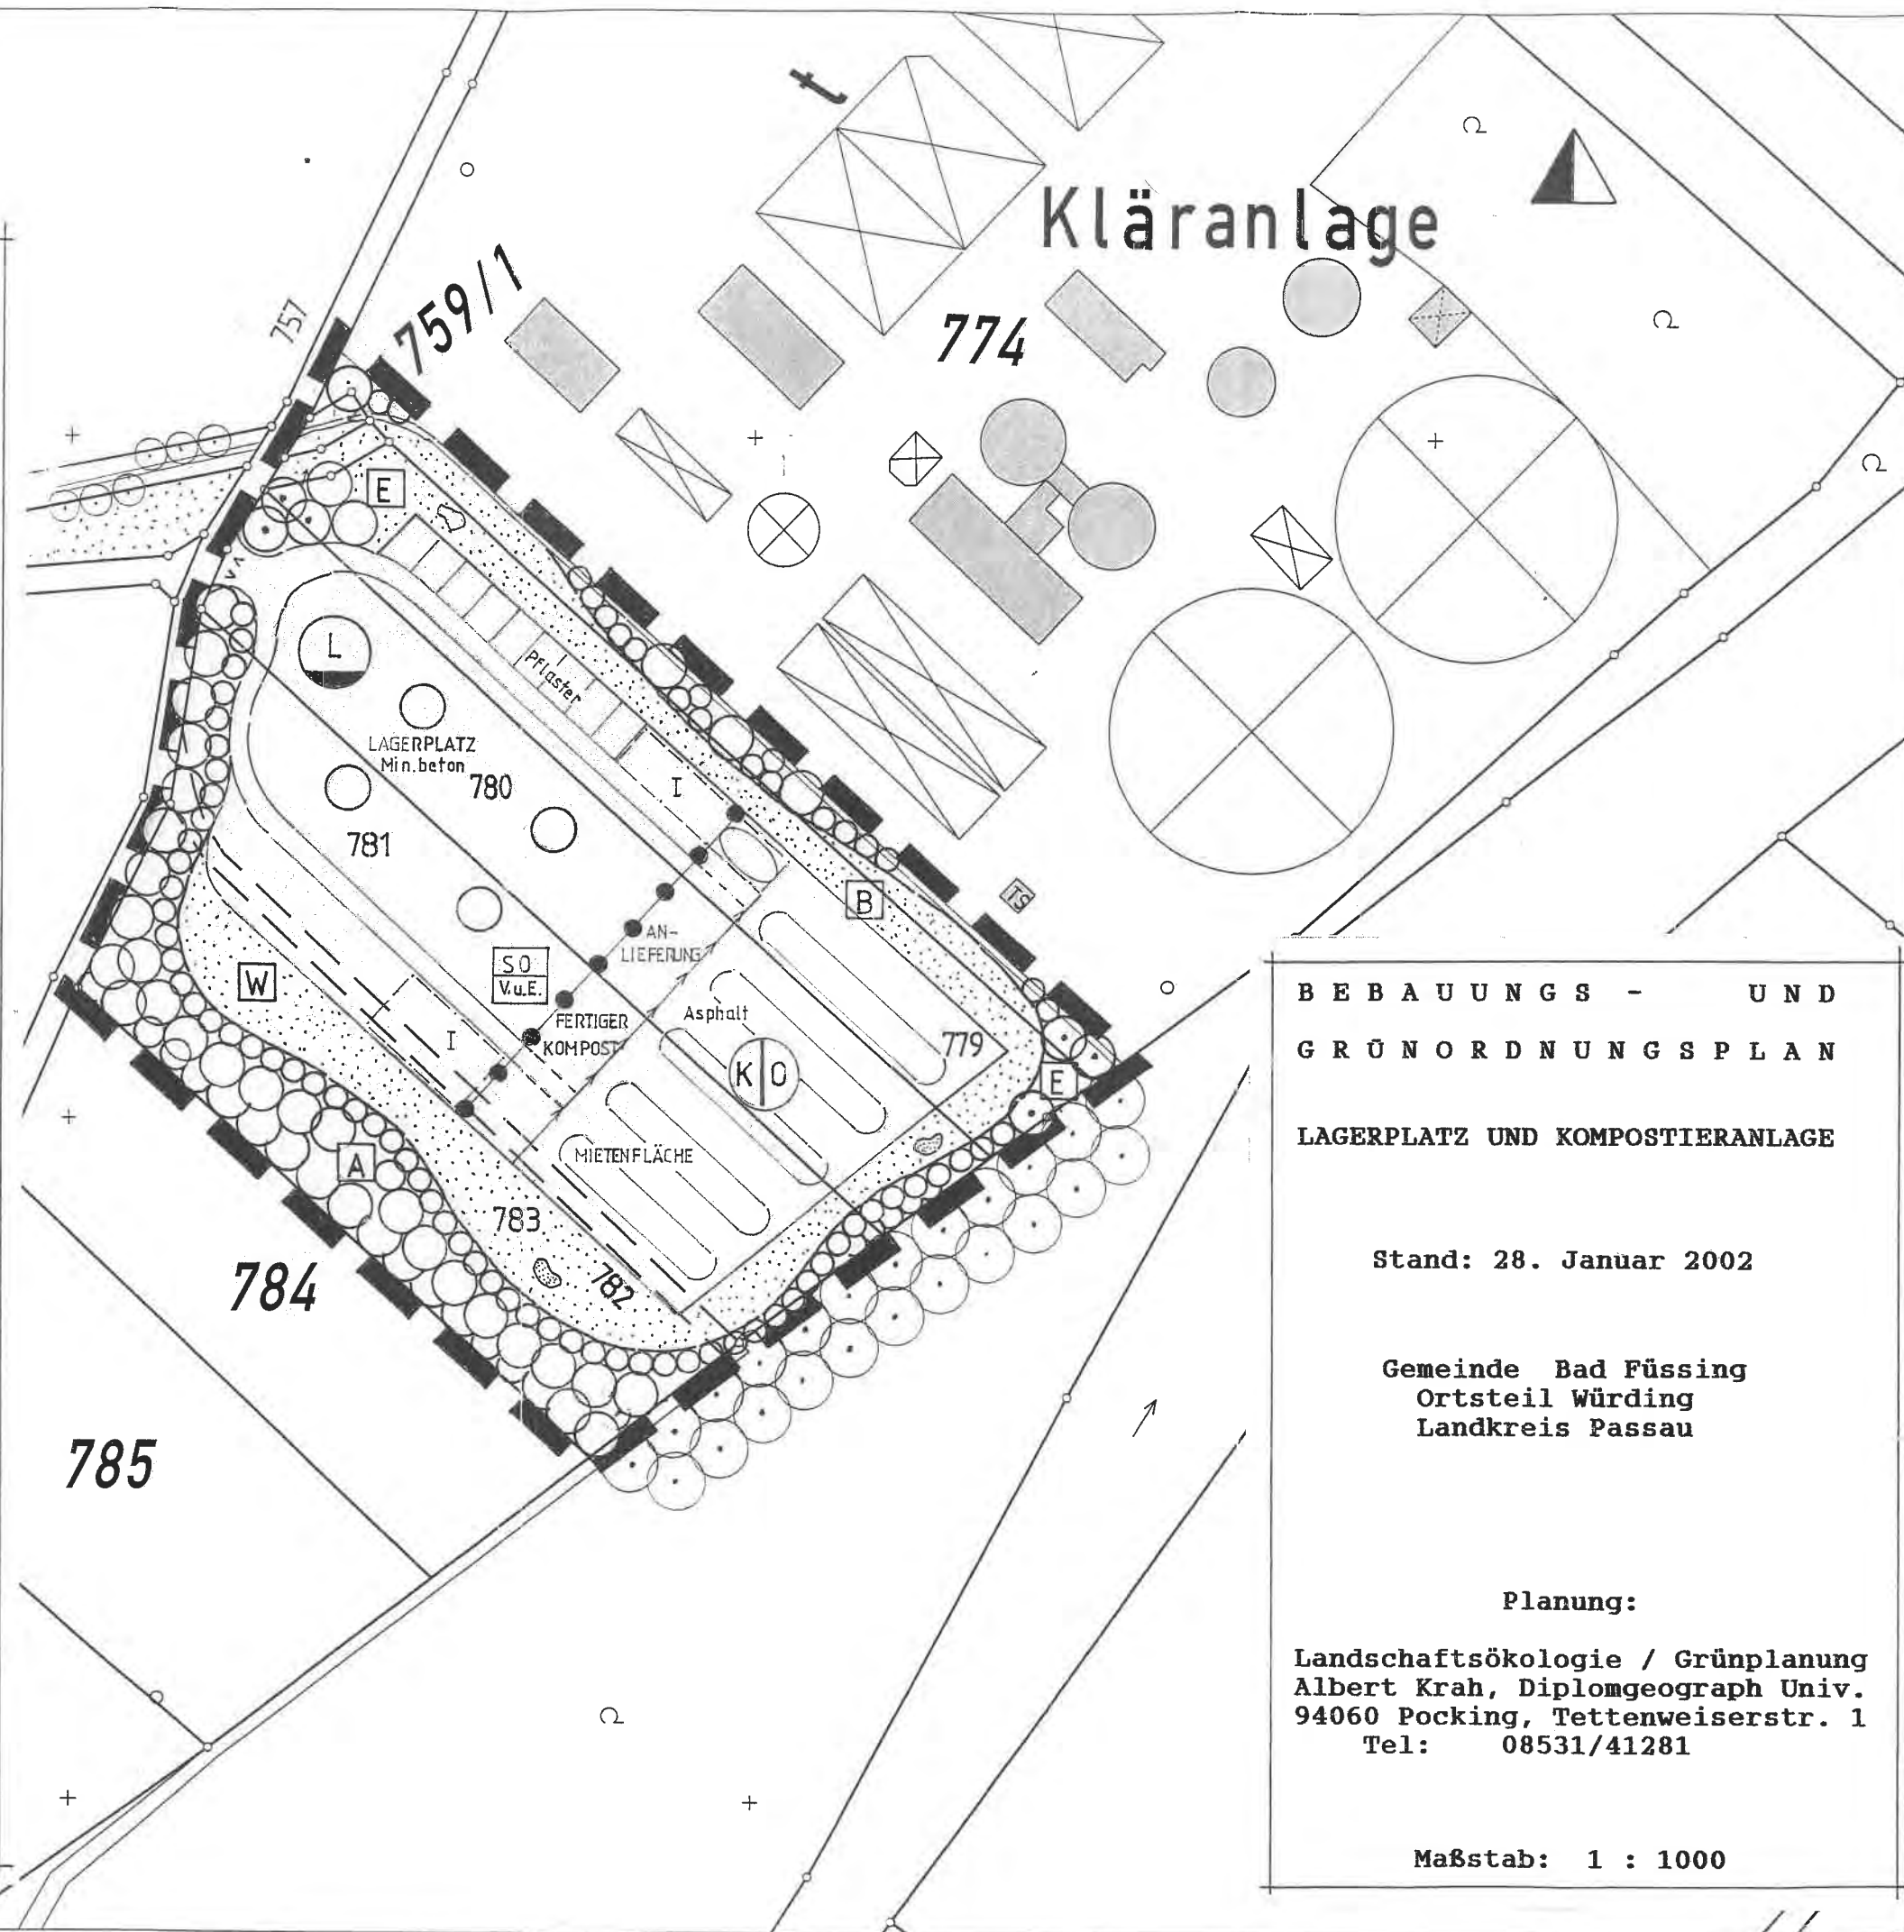 t
Kläranlage
757
759/1
774
E
L
Pflaster
LAGERPLATZ
Min.beton
780
I
781
B
TS
AN-
LIEFERUNG
SO
V.u.E.
W
Asphalt
FERTIGER
KOMPOST
I
779
K O
E
A
MIETENFLÄCHE
783
782
784
785
BEBAUUNGS - UND
GRÜNORDNUNGSPLAN
LAGERPLATZ UND KOMPOSTIERANLAGE
Stand: 28. Januar 2002
Gemeinde Bad Füssing
Ortsteil Würding
Landkreis Passau
Planung:
Landschaftsökologie / Grünplanung
Albert Krah, Diplomgeograph Univ.
94060 Pocking, Tettenweiserstr. 1
Tel: 08531/41281
Maßstab: 1 : 1000